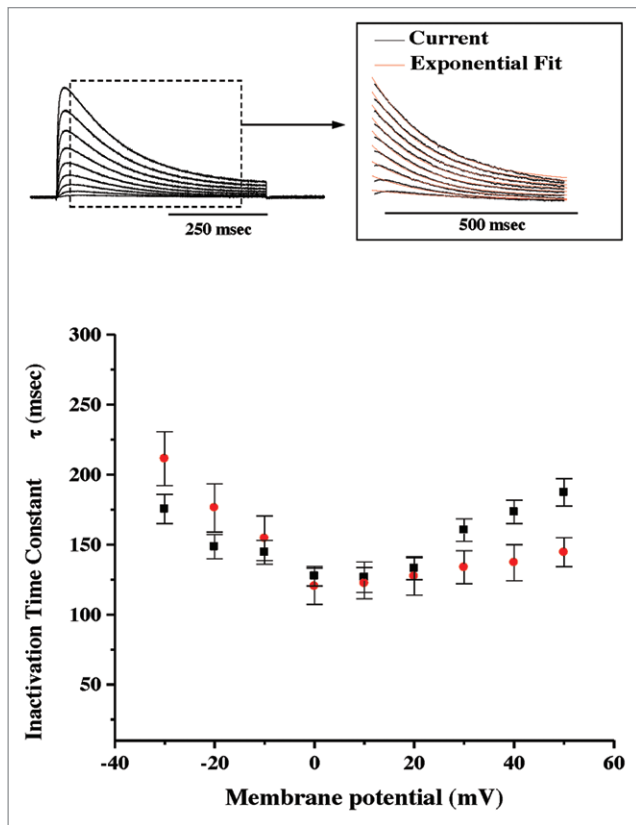 Current
Exponential Fit
250 msec
500 msec
Inactivation Time Constant τ (msec)
300
250
200
150
100
50
-40
-20
0
20
40
60
Membrane potential (mV)